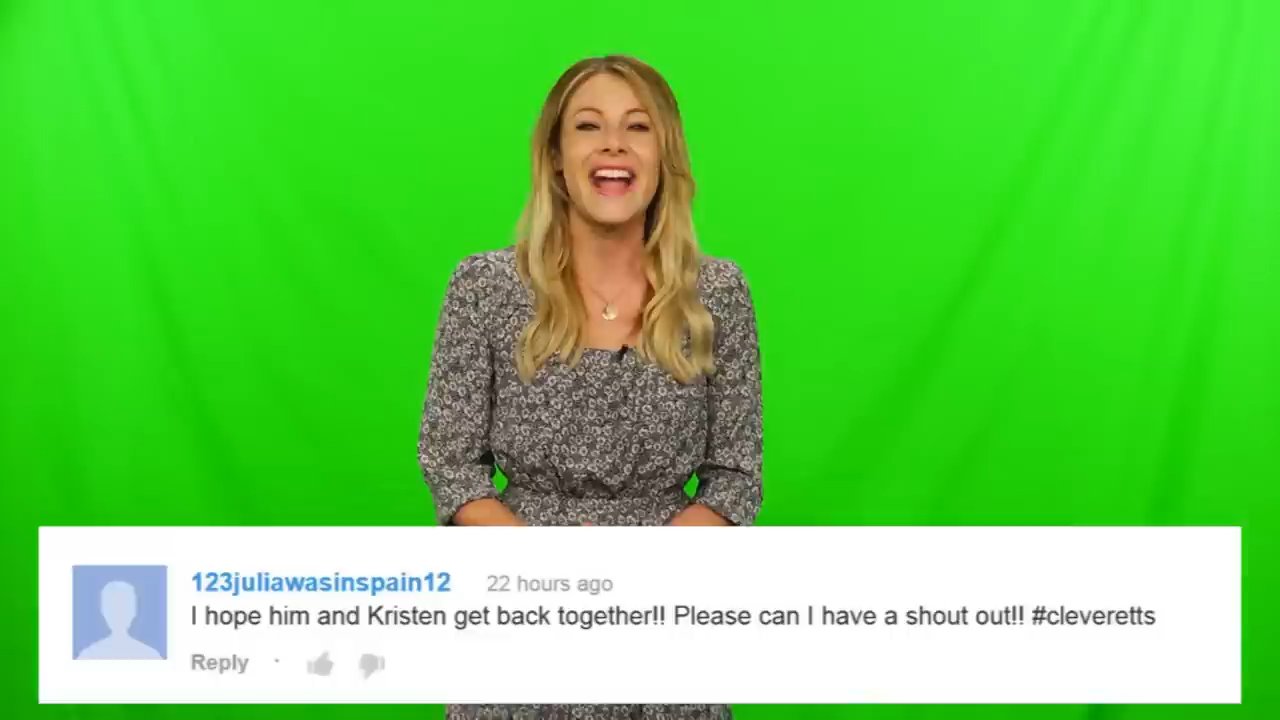 123juliawasinspain12 22 hours ago
I hope him and Kristen get back together!! Please can I have a shout out!! #cleveretts
Reply ·